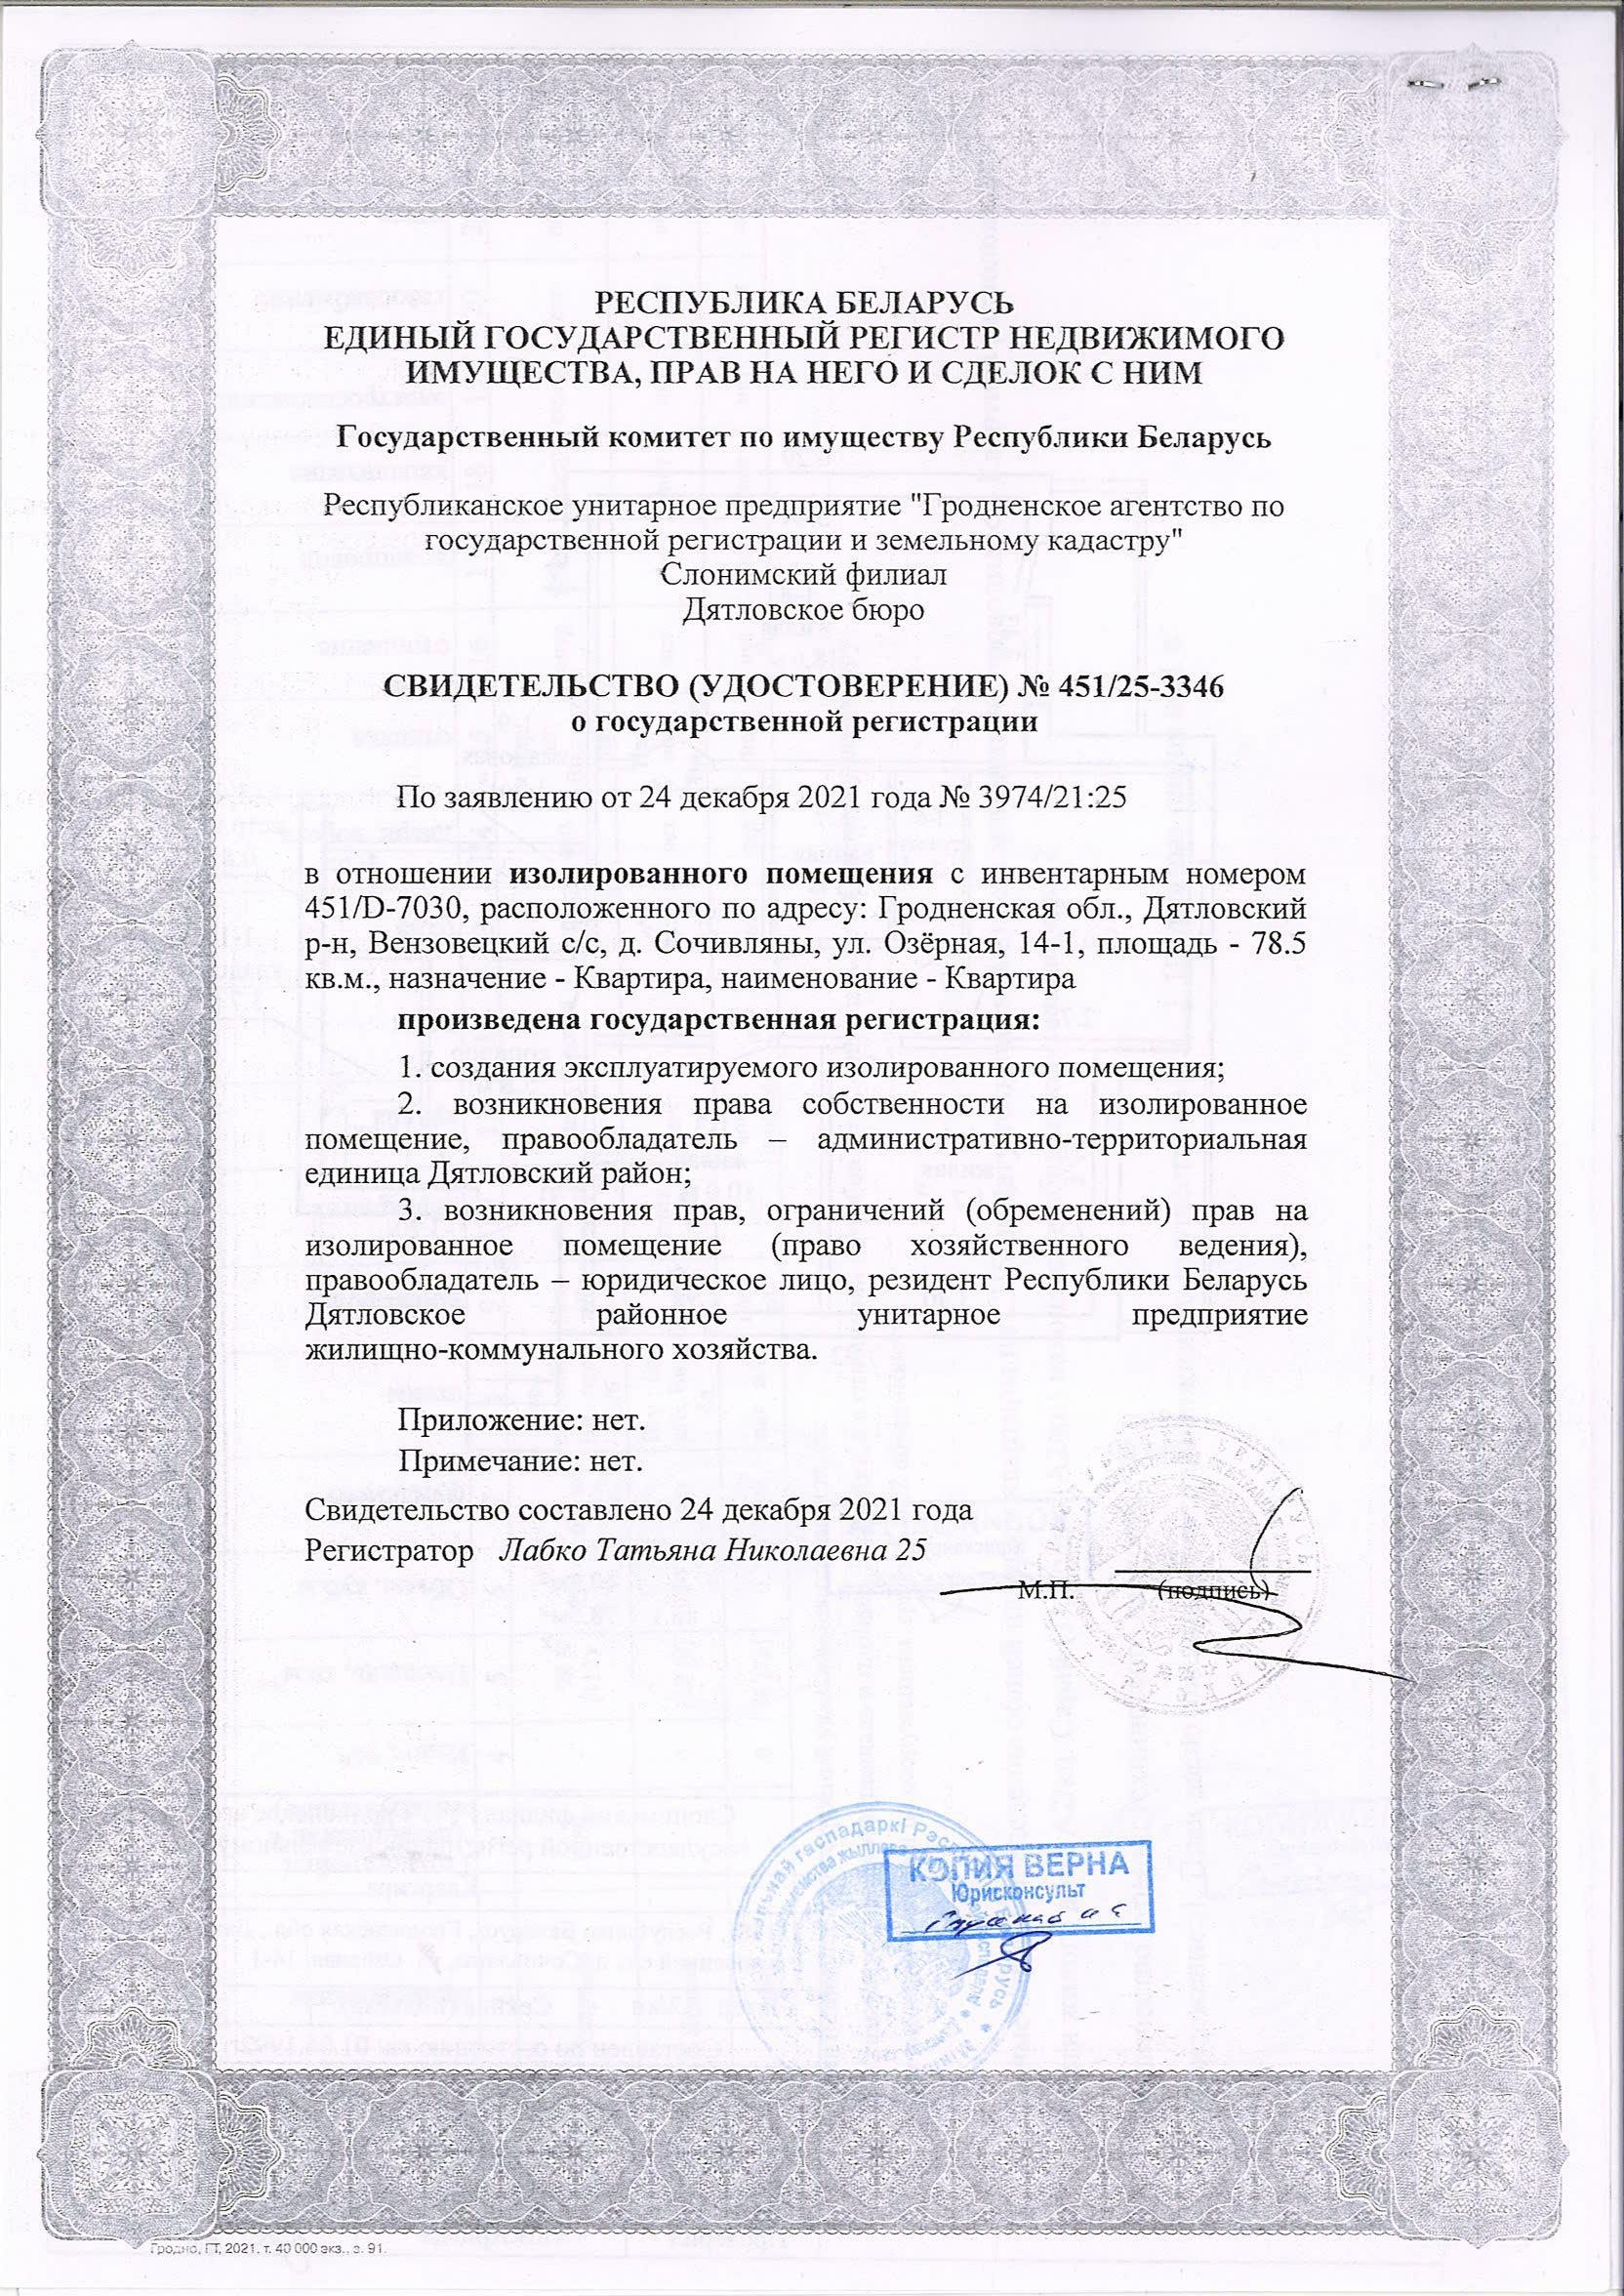 РЕСПУБЛИКА БЕЛАРУСЬ
ЕДИНЫЙ ГОСУДАРСТВЕННЫЙ РЕГИСТР НЕДВИЖИМОГО
ИМУЩЕСТВА, ПРАВ НА НЕГО И СДЕЛОК С НИМ
Государственный комитет по имуществу Республики Беларусь
Республиканское унитарное предприятие "Гродненское агентство по
государственной регистрации и земельному кадастру"
Слонимский филиал
Дятловское бюро
СВИДЕТЕЛЬСТВО (УДОСТОВЕРЕНИЕ) № 451/25-3346
о государственной регистрации
По заявлению от 24 декабря 2021 года № 3974/21:25
в отношении изолированного помещения с инвентарным номером
451/D-7030, расположенного по адресу: Гродненская обл., Дятловский
р-н, Вензовецкий с/с, д. Сочивляны, ул. Озёрная, 14-1, площадь - 78.5
кв.м., назначение - Квартира, наименование - Квартира
произведена государственная регистрация:
1. создания эксплуатируемого изолированного помещения;
2. возникновения права собственности на изолированное
помещение, правообладатель – административно-территориальная
единица Дятловский район;
3. возникновения прав, ограничений (обременений) прав на
изолированное помещение (право хозяйственного ведения),
правообладатель – юридическое лицо, резидент Республики Беларусь
Дятловское районное унитарное предприятие
жилищно-коммунального хозяйства.
Приложение: нет.
Примечание: нет.
Свидетельство составлено 24 декабря 2021 года
Регистратор Лабко Татьяна Николаевна 25
М.П. (подпись)
КОПИЯ ВЕРНА
Юрисконсульт
Гродно, ГТ, 2021, т. 40 000 экз., з. 91.